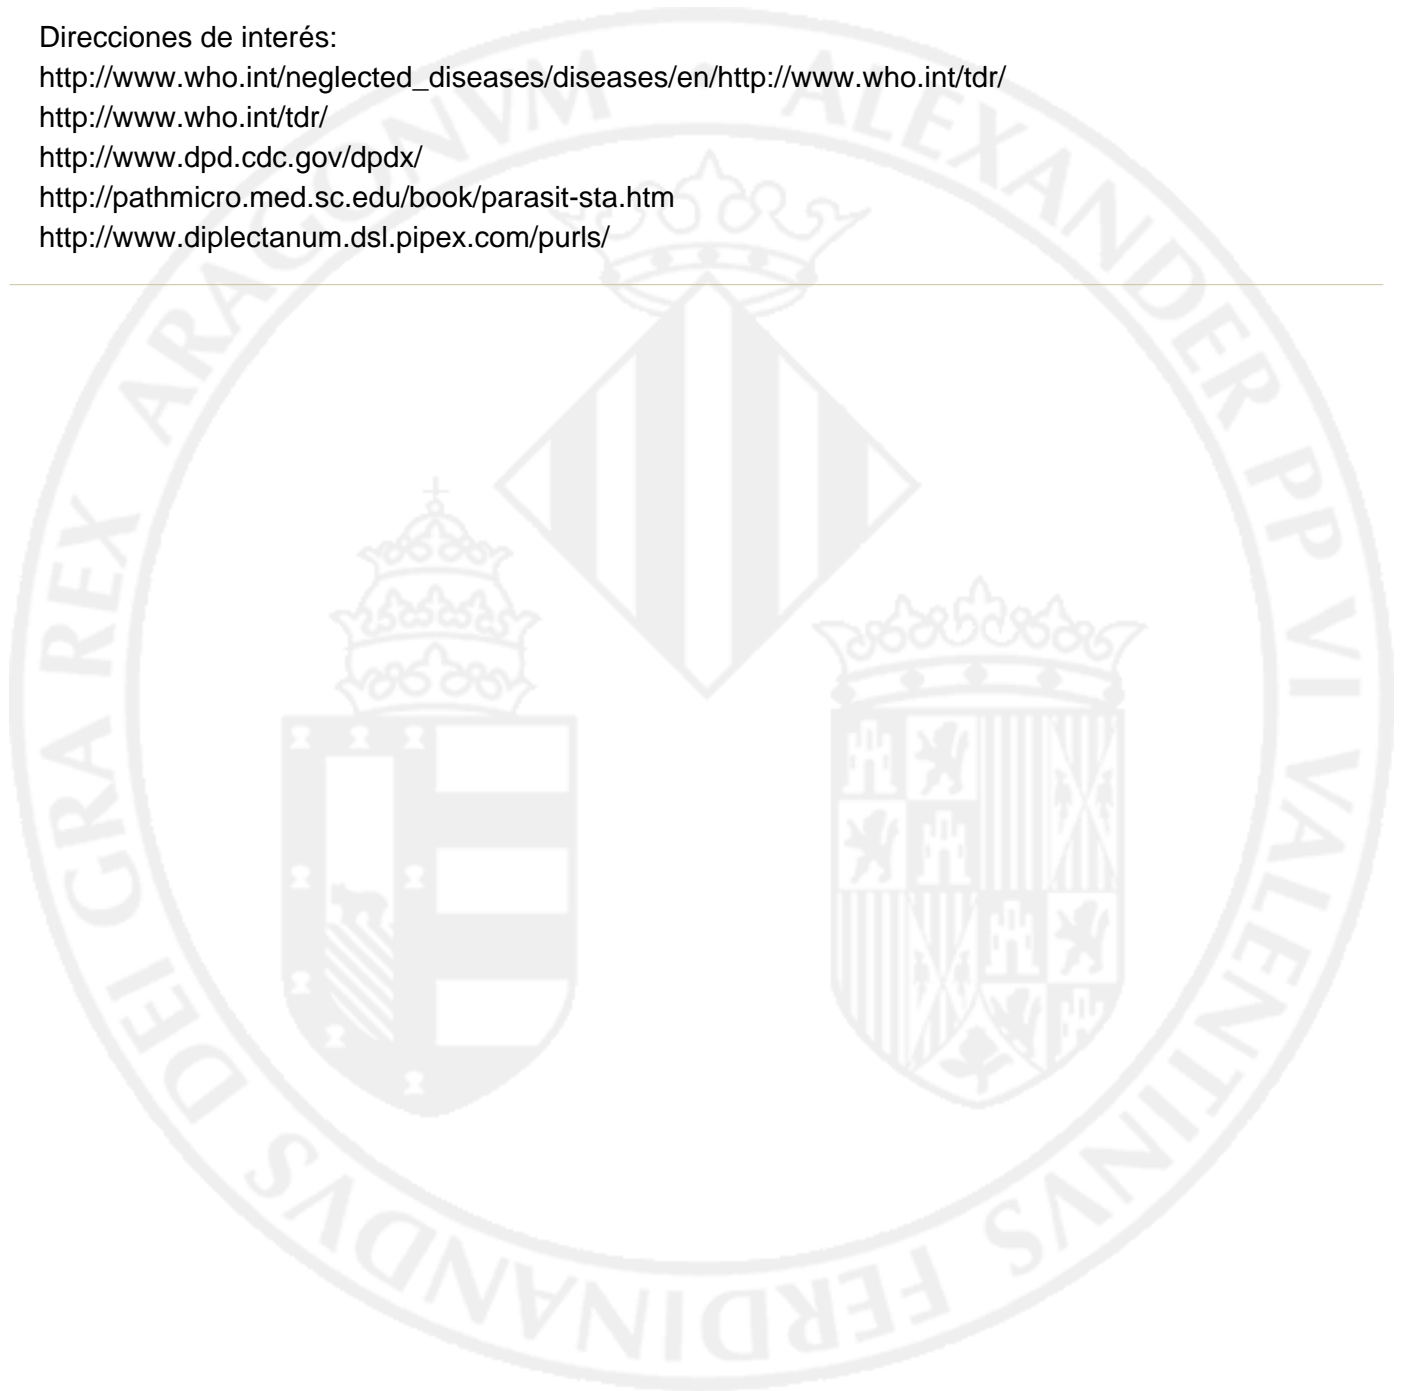 Direcciones de interés:
http://www.who.int/neglected_diseases/diseases/en/http://www.who.int/tdr/
http://www.who.int/tdr/
http://www.dpd.cdc.gov/dpdx/
http://pathmicro.med.sc.edu/book/parasit-sta.htm
http://www.diplectanum.dsl.pipex.com/purls/
ALEXANDER PP VI VALENTINVS FERDINANDVS DEI GRA REX ARAGONVM